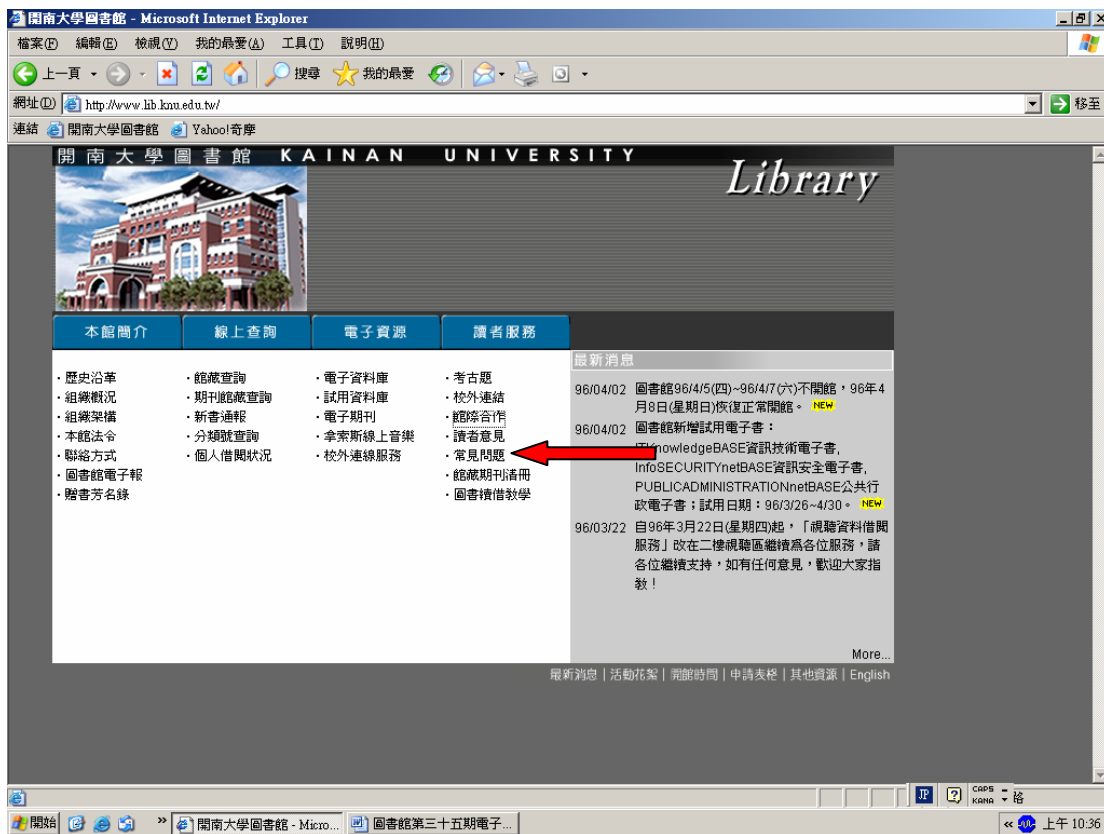 開南大學圖書館 - Microsoft Internet Explorer
檔案(F) 編輯(E) 檢視(V) 我的最愛(A) 工具(T) 說明(H)
上一頁 搜尋 我的最愛
網址(D) http://www.lib.knu.edu.tw/ 移至
連結 開南大學圖書館 Yahoo!奇摩
開南大學圖書館 KAINAN UNIVERSITY
Library
本館簡介 線上查詢 電子資源 讀者服務
·歷史沿革
·組織概況
·組織架構
·本館法令
·聯絡方式
·圖書館電子報
·贈書芳名錄
·館藏查詢
·期刊館藏查詢
·新書通報
·分類號查詢
·個人借閱狀況
·電子資料庫
·試用資料庫
·電子期刊
·拿索斯線上音樂
·校外連線服務
·考古題
·校外連結
·館際合作
·讀者意見
·常見問題
·館藏期刊清冊
·圖書續借教學
最新消息
96/04/02 圖書館96/4/5(四)~96/4/7(六)不開館，96年4
月8日(星期日)恢復正常開館。 NEW
96/04/02 圖書館新增試用電子書：
ITKnowledgeBASE資訊技術電子書,
InfoSECURITYnetBASE資訊安全電子書,
PUBLICADMINISTRATIONnetBASE公共行
政電子書；試用日期：96/3/26~4/30。 NEW
96/03/22 自96年3月22日(星期四)起，「視聽資料借閱
服務」改在二樓視聽區繼續為各位服務，請
各位繼續支持，如有任何意見，歡迎大家指
教！
More...
最新消息 | 活動花絮 | 開館時間 | 申請表格 | 其他資源 | English
JP CAPS KANA
開始 » 開南大學圖書館 - Micro... 圖書館第三十五期電子... « 上午 10:36